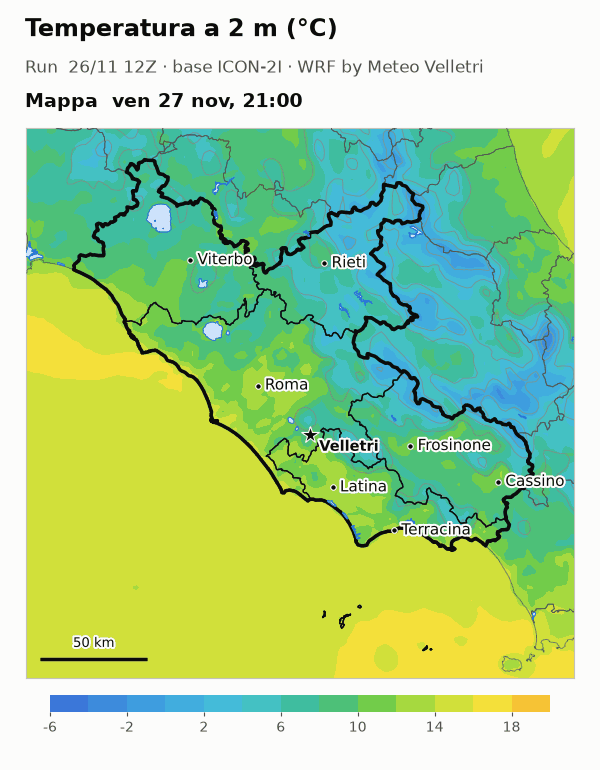 Temperatura a 2 m (°C)
Run 26/11 12Z · base ICON-2I · WRF by Meteo Velletri
Mappa ven 27 nov, 21:00
Viterbo
Rieti
Roma
Velletri
Frosinone
Cassino
Latina
Terracina
50 km
-6 -2 2 6 10 14 18